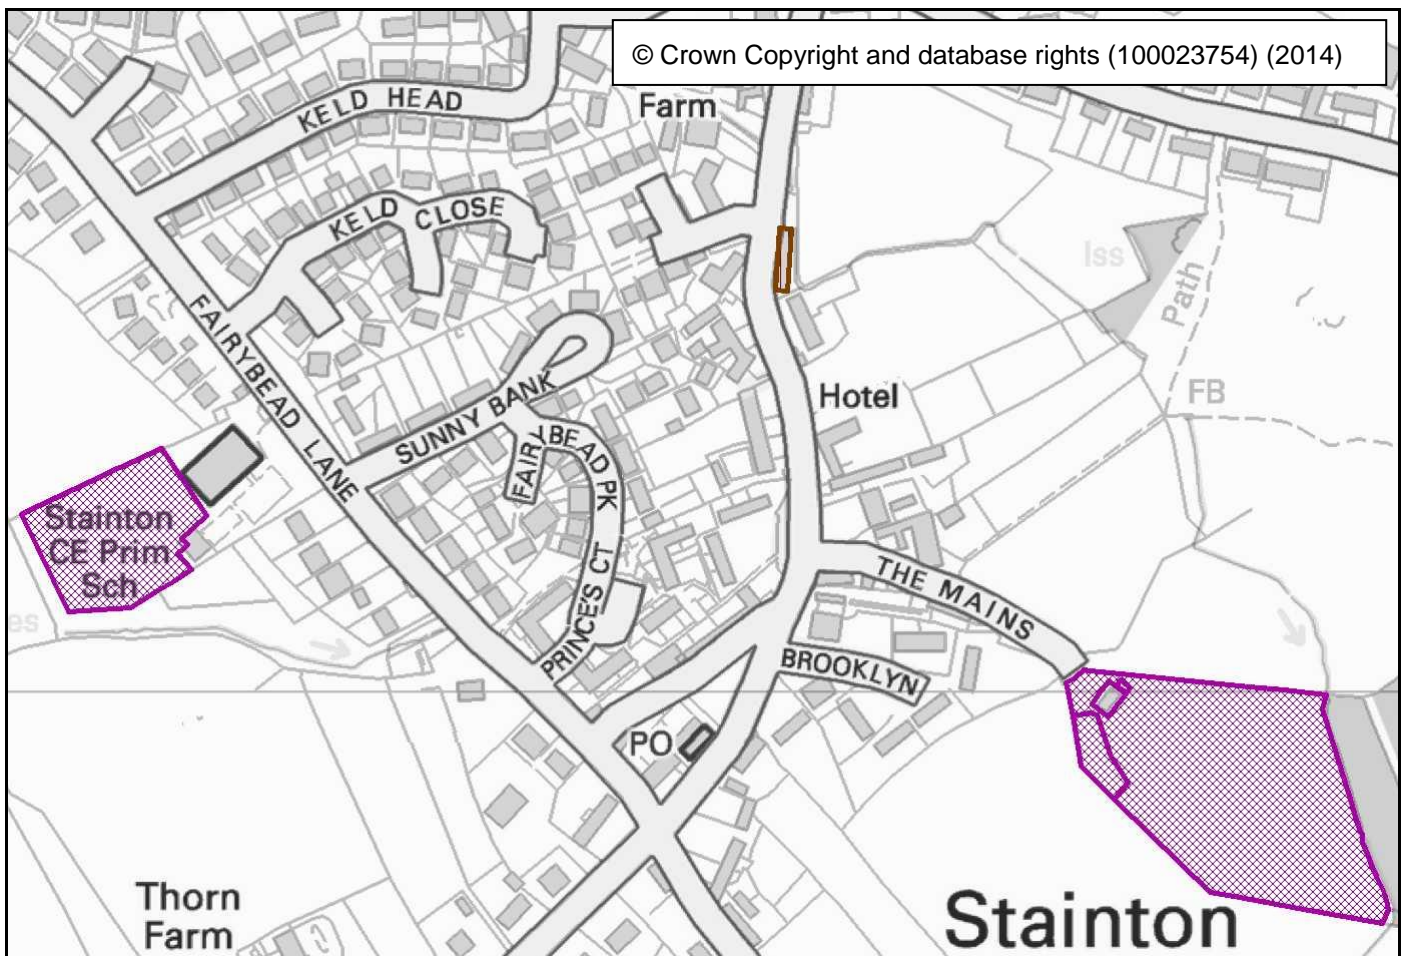 © Crown Copyright and database rights (100023754) (2014)
KELD HEAD
Farm
KELD CLOSE
Iss
Path
FAIRYBEAD LANE
SUNNY BANK
Hotel
FB
FAIRYBEAD PK
Stainton
CE Prim
Sch
PRINCE'S CT
THE MAINS
es
BROOKLYN
PO
Thorn
Farm
Stainton